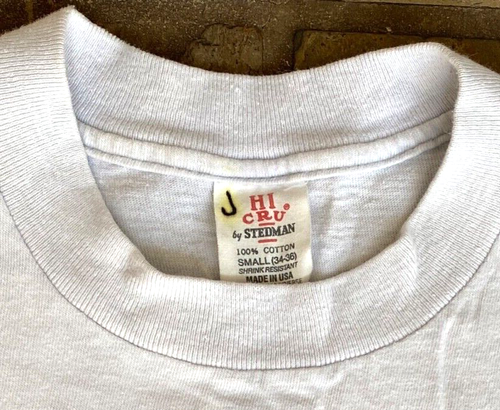 J
HI
CRU®
by STEDMAN
100% COTTON
SMALL (34-36)
SHRINK RESISTANT
MADE IN USA